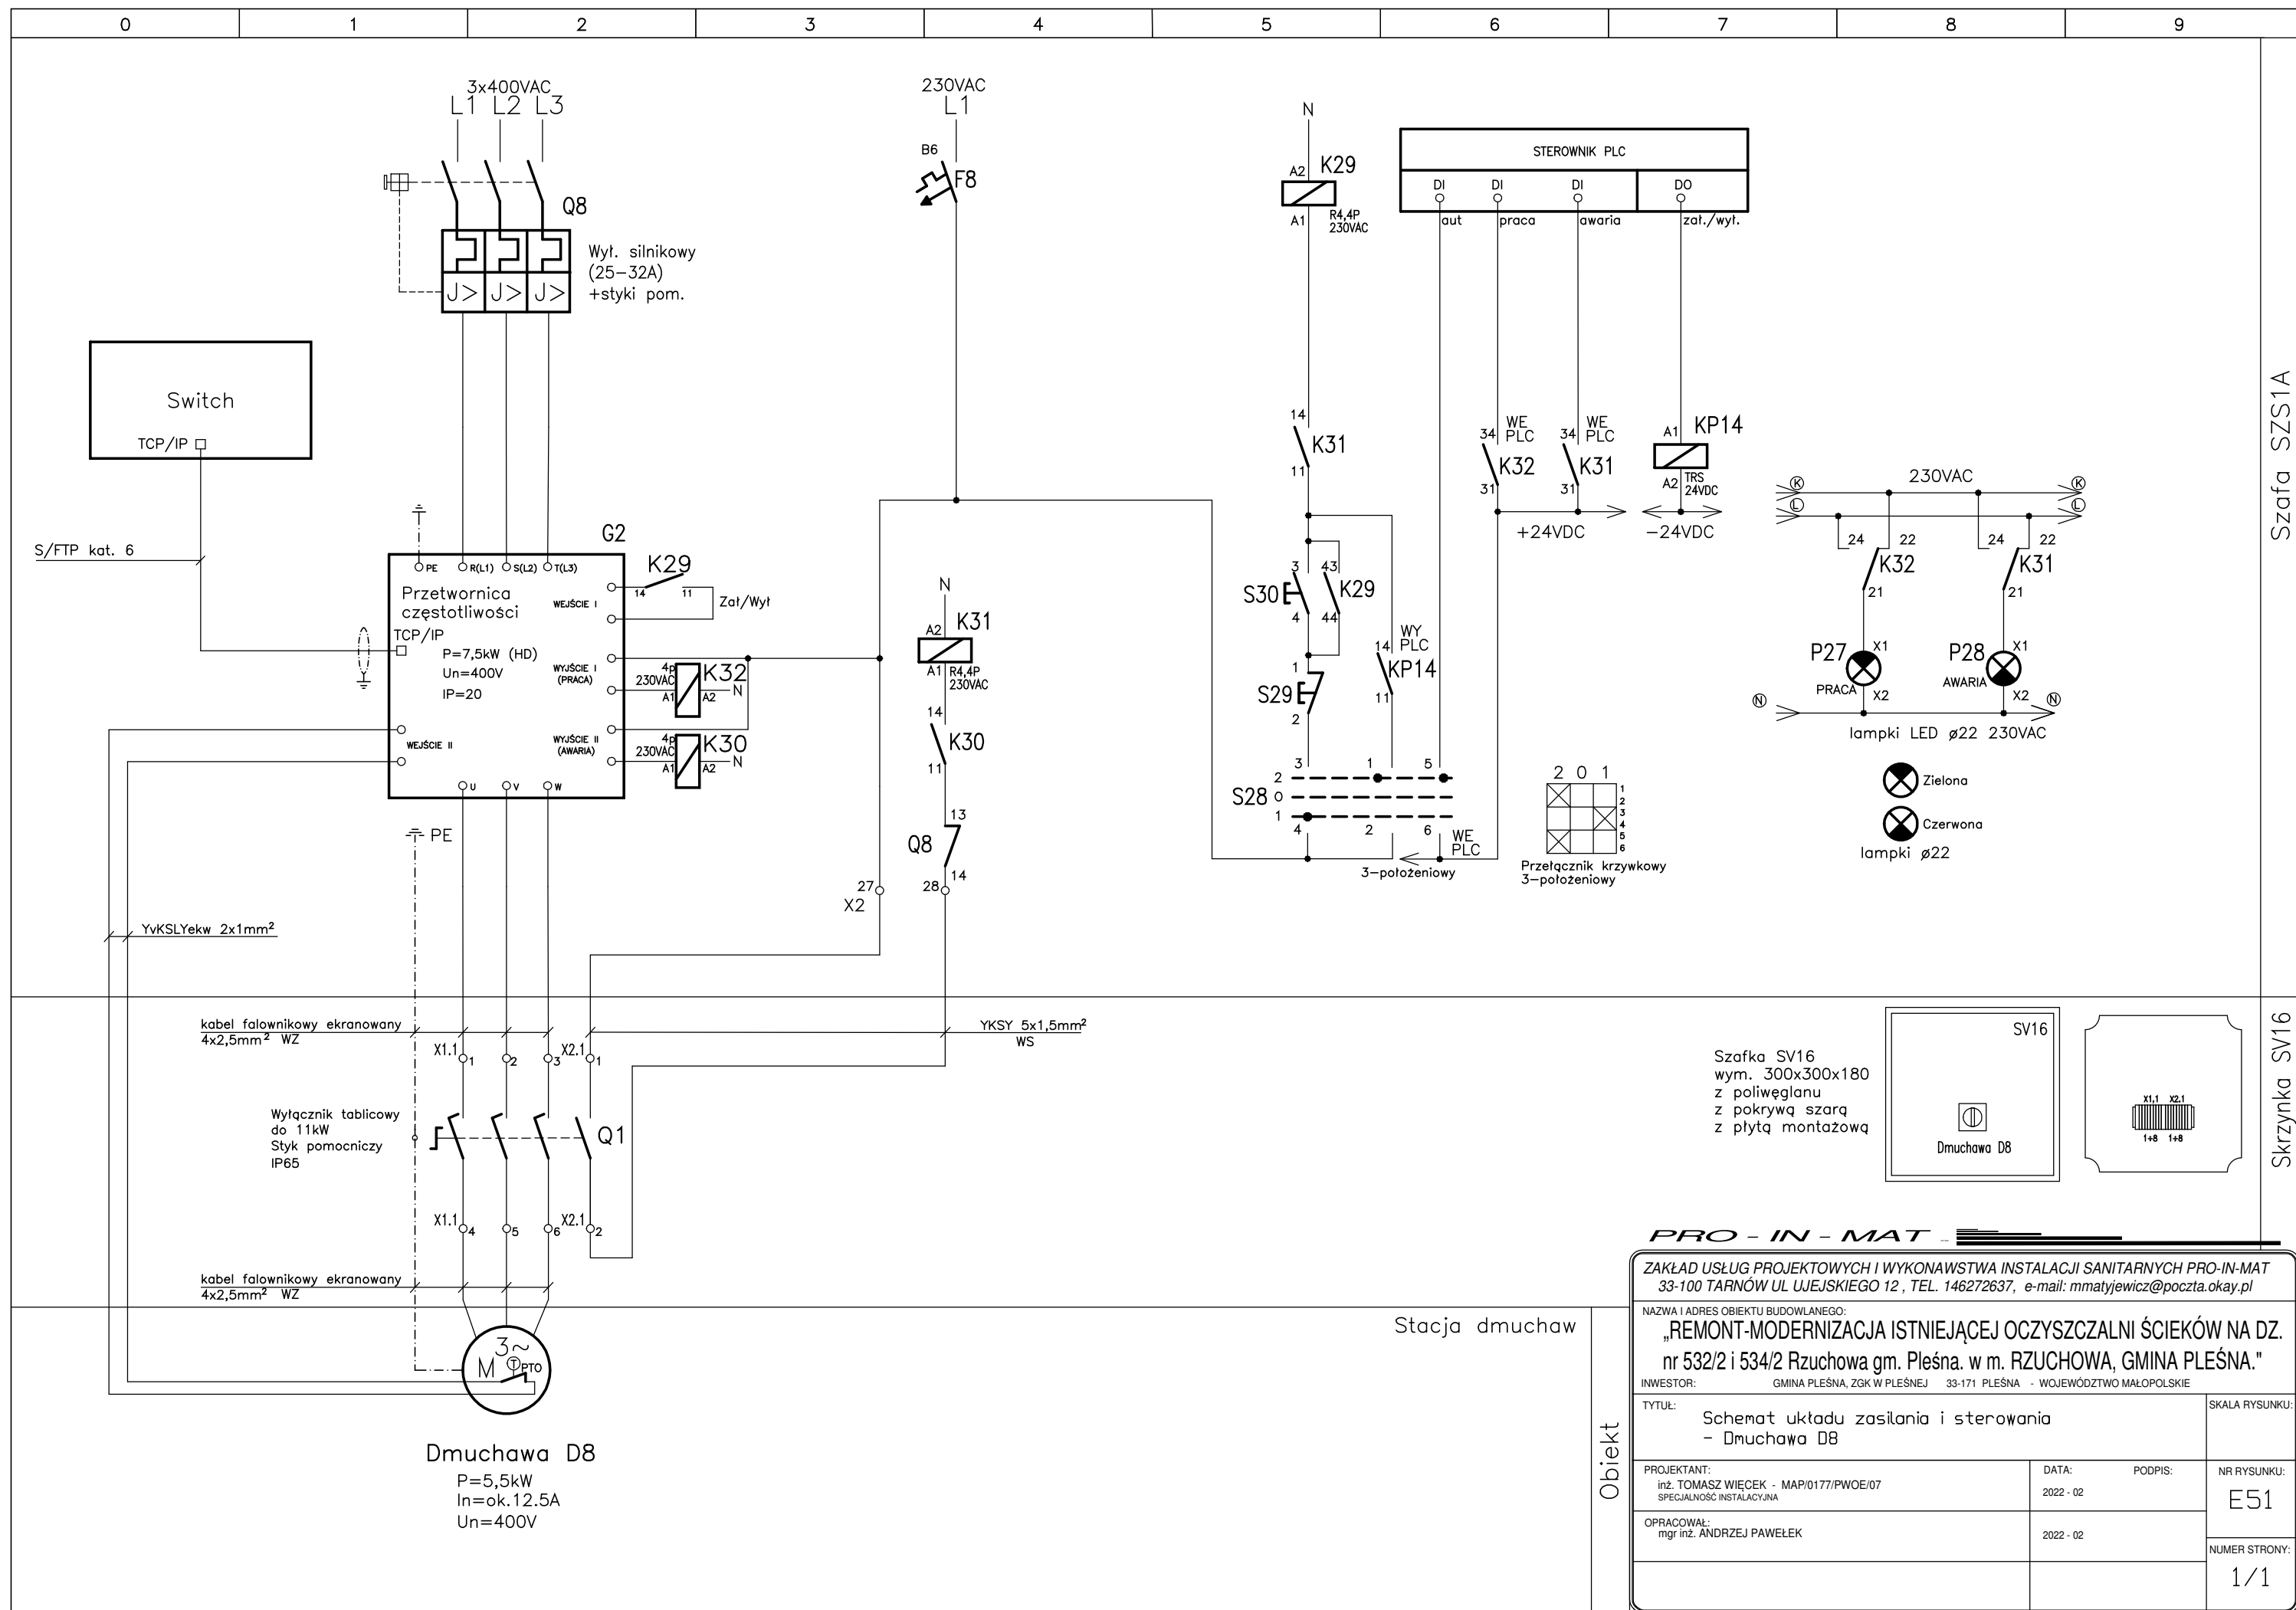 0 1 2 3 4 5 6 7 8 9
3x400VAC
L1 L2 L3
Q8
Wył. silnikowy
(25-32A)
+styki pom.
J> J> J>
Switch
TCP/IP
S/FTP kat. 6
G2
PE R(L1) S(L2) T(L3)
Przetwornica
częstotliwości
TCP/IP
P=7,5kW (HD)
Un=400V
IP=20
WEJŚCIE I
WYJŚCIE I
(PRACA)
WYJŚCIE II
(AWARIA)
WEJŚCIE II
U V W
K29
14 11
Zał/Wył
4p
230VAC
K32
A1 A2 N
4p
230VAC
K30
A1 A2 N
PE
YvKSLYekw 2x1mm²
230VAC
L1
B6
F8
N
A2 K31
A1 R4,4P
230VAC
14
K30
11
13
Q8
14
27 28
X2
N
A2 K29
A1 R4,4P
230VAC
14
K31
11
3 43
S30 K29
4 44
1
S29
2
WY
PLC
14
KP14
11
3 1 5
2
S28 0
1
4 2 6
WE
PLC
3-położeniowy
STEROWNIK PLC
DI DI DI DO
aut praca awaria zał./wył.
34 WE
PLC
K32
31
34 WE
PLC
K31
31
+24VDC
A1 KP14
A2 TRS
24VDC
-24VDC
2 0 1
1
2
3
4
5
6
Przełącznik krzywkowy
3-położeniowy
230VAC
K K
L L
24 22 24 22
K32 K31
21 21
P27 X1 P28 X1
PRACA X2 AWARIA X2
N N
lampki LED ø22 230VAC
Zielona
Czerwona
lampki ø22
Szafa SZS1A
kabel falownikowy ekranowany
4x2,5mm² WZ
YKSY 5x1,5mm²
WS
X1.1 1 2 3 X2.1 1
Wyłącznik tablicowy
do 11kW
Styk pomocniczy
IP65
Q1
X1.1 4 5 6 X2.1 2
kabel falownikowy ekranowany
4x2,5mm² WZ
Szafka SV16
wym. 300x300x180
z poliwęglanu
z pokrywą szarą
z płytą montażową
SV16
Dmuchawa D8
X1,1 X2.1
1÷8 1÷8
Skrzynka SV16
3~
M T PTO
Dmuchawa D8
P=5,5kW
In=ok.12.5A
Un=400V
Stacja dmuchaw
Obiekt
PRO - IN - MAT
ZAKŁAD USŁUG PROJEKTOWYCH I WYKONAWSTWA INSTALACJI SANITARNYCH PRO-IN-MAT
33-100 TARNÓW UL UJEJSKIEGO 12 , TEL. 146272637, e-mail: mmatyjewicz@poczta.okay.pl
NAZWA I ADRES OBIEKTU BUDOWLANEGO:
„REMONT-MODERNIZACJA ISTNIEJĄCEJ OCZYSZCZALNI ŚCIEKÓW NA DZ.
nr 532/2 i 534/2 Rzuchowa gm. Pleśna. w m. RZUCHOWA, GMINA PLEŚNA."
INWESTOR: GMINA PLEŚNA, ZGK W PLEŚNEJ 33-171 PLEŚNA - WOJEWÓDZTWO MAŁOPOLSKIE
TYTUŁ:
Schemat układu zasilania i sterowania
- Dmuchawa D8
SKALA RYSUNKU:
PROJEKTANT:
inż. TOMASZ WIĘCEK - MAP/0177/PWOE/07
SPECJALNOŚĆ INSTALACYJNA
DATA: PODPIS:
2022 - 02
NR RYSUNKU:
E51
OPRACOWAŁ:
mgr inż. ANDRZEJ PAWEŁEK
2022 - 02
NUMER STRONY:
1/1